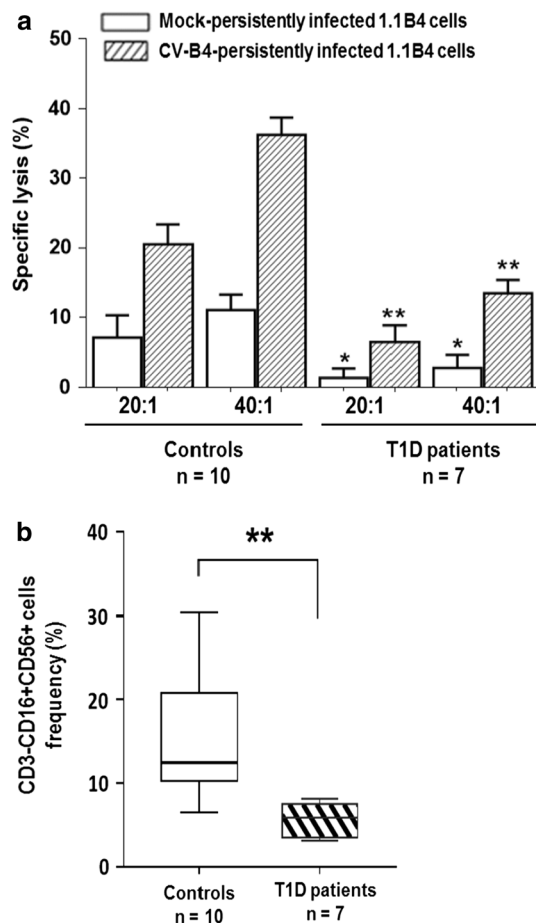 a
Mock-persistently infected 1.1B4 cells
CV-B4-persistently infected 1.1B4 cells
Specific lysis (%)
50
40
30
20
10
0
* ** * **
20:1 40:1 20:1 40:1
Controls T1D patients
n = 10 n = 7
b
CD3-CD16+CD56+ cells
frequency (%)
40
30
20
10
0
**
Controls T1D patients
n = 10 n = 7